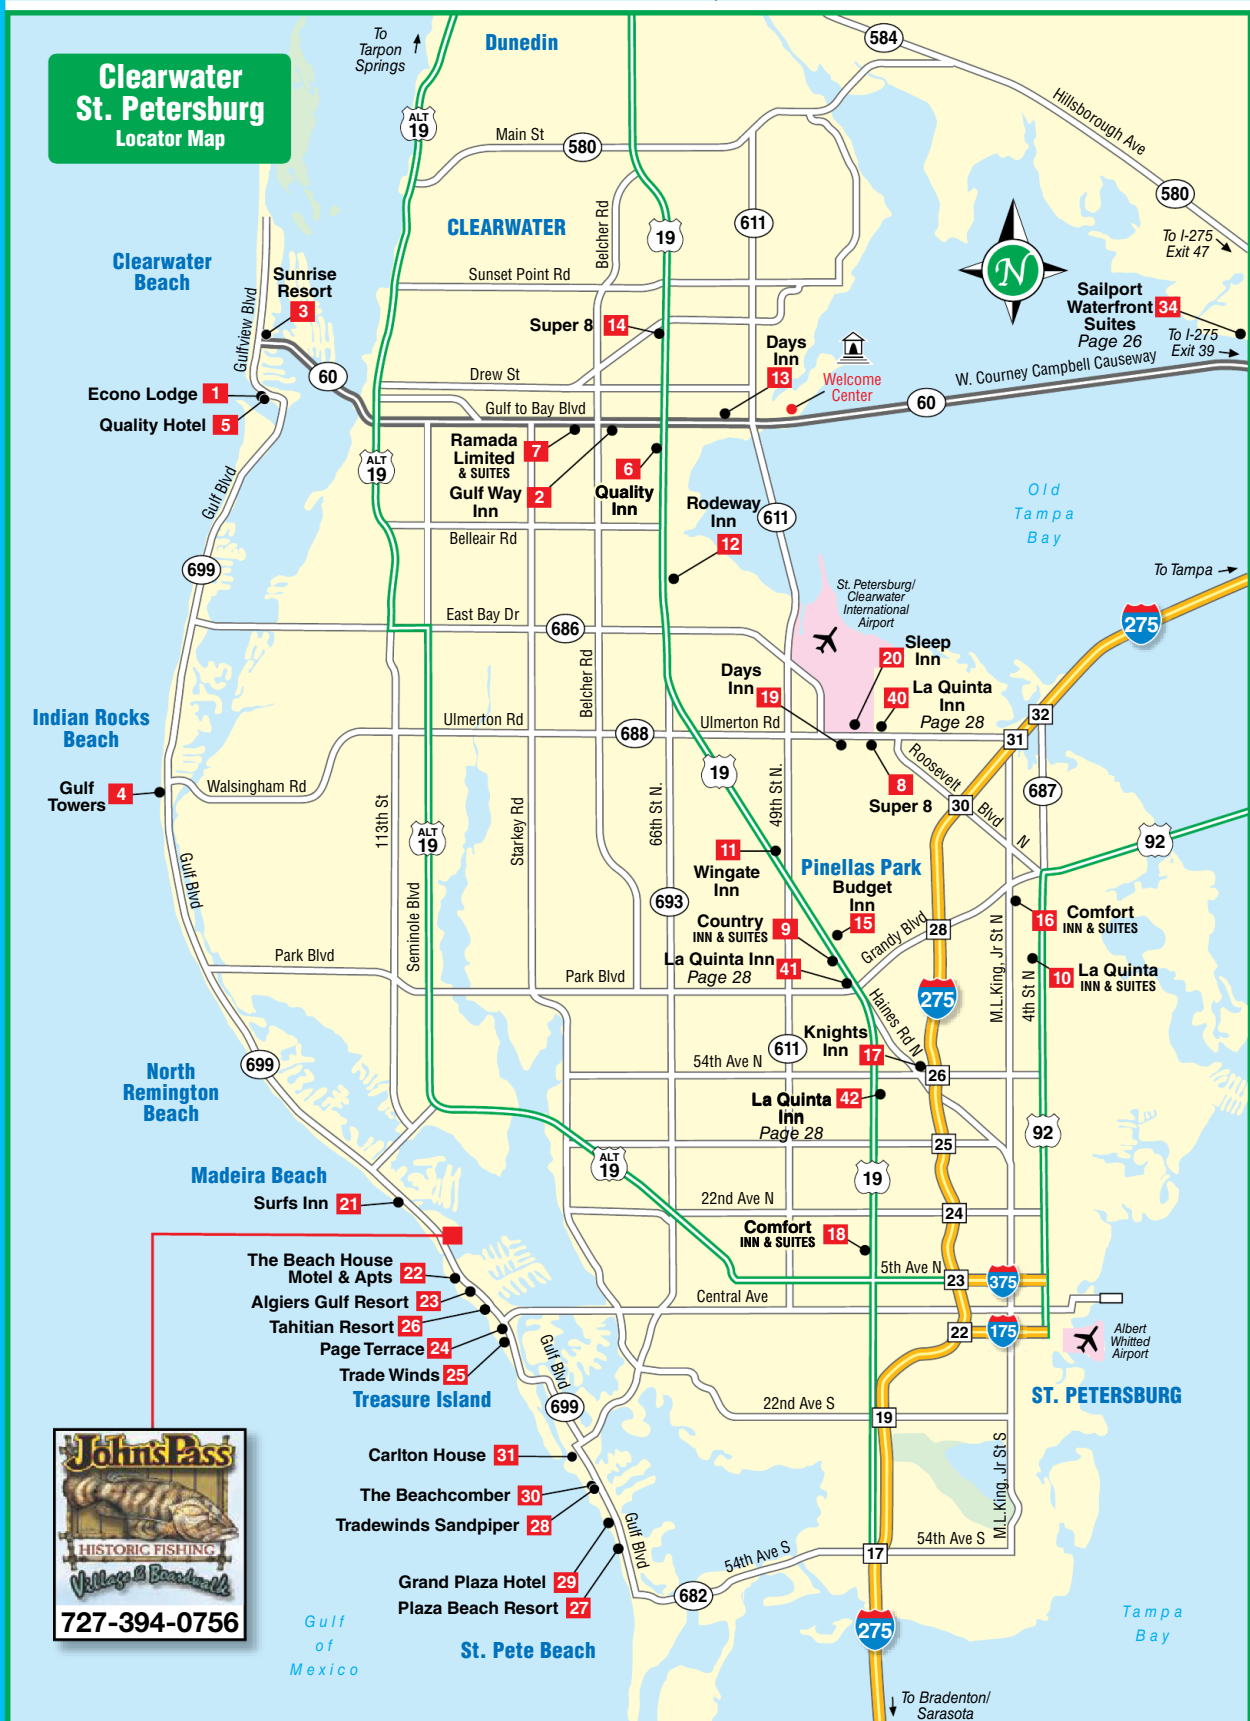 Clearwater
St. Petersburg
Locator Map
To
Tarpon
Springs
Dunedin
584
Hillsborough Ave
ALT
19
Main St
580
580
To I-275
Exit 47
CLEARWATER
Belcher Rd
19
611
N
Clearwater
Beach
Sunrise
Resort
3
Gulfview Blvd
Sunset Point Rd
Sailport
Waterfront
Suites
34
Page 26
To I-275
Exit 39
Super 8 14
Days
Inn
13
Welcome
Center
W. Courney Campbell Causeway
60
60
Drew St
Econo Lodge 1
Quality Hotel 5
Gulf to Bay Blvd
Ramada
Limited
& SUITES
7
Gulf Way
Inn
2
6
Quality
Inn
ALT
19
Gulf Blvd
Rodeway
Inn
12
611
Old
Tampa
Bay
Belleair Rd
699
To Tampa
275
St. Petersburg/
Clearwater
International
Airport
East Bay Dr
686
Sleep
Inn
20
Belcher Rd
Days
Inn
19
40
La Quinta
Inn
Page 28
Indian Rocks
Beach
Ulmerton Rd
688
Ulmerton Rd
32
31
Roosevelt Blvd N
Gulf
Towers
4
Walsingham Rd
19
8
Super 8
30
687
92
113th St
ALT
19
Starkey Rd
66th St N.
49th St N.
11
Wingate
Inn
Pinellas Park
Budget
Inn
15
Gulf Blvd
Seminole Blvd
693
Country
INN & SUITES
9
La Quinta Inn
Page 28
41
Grandy Blvd
28
M.L.King, Jr St N
16
Comfort
INN & SUITES
4th St N
10
La Quinta
INN & SUITES
Park Blvd
Park Blvd
275
Haines Rd N
699
North
Remington
Beach
611
Knights
Inn
17
54th Ave N
26
La Quinta
Inn
Page 28
42
25
92
ALT
19
19
Madeira Beach
Surfs Inn 21
22nd Ave N
24
Comfort
INN & SUITES
18
The Beach House
Motel & Apts 22
Algiers Gulf Resort 23
Tahitian Resort 26
Page Terrace 24
Trade Winds 25
Treasure Island
5th Ave N
23
375
Central Ave
22
175
Albert
Whitted
Airport
ST. PETERSBURG
Gulf Blvd
699
22nd Ave S
19
M.L.King, Jr St S
Carlton House 31
The Beachcomber 30
Tradewinds Sandpiper 28
Gulf Blvd
Grand Plaza Hotel 29
Plaza Beach Resort 27
54th Ave S
54th Ave S
17
682
John'sPass
HISTORIC FISHING
Village & Boardwalk
727-394-0756
Gulf
of
Mexico
St. Pete Beach
275
Tampa
Bay
To Bradenton/
Sarasota